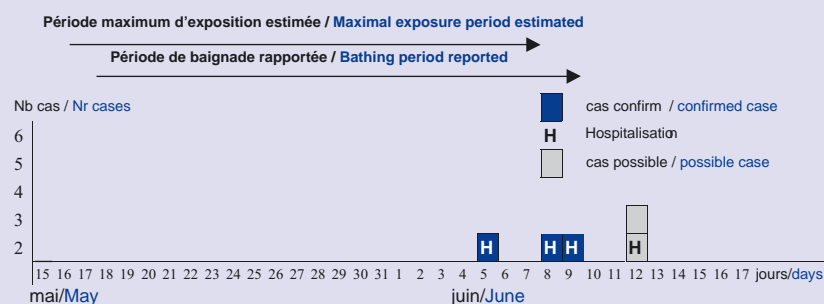 Période maximum d'exposition estimée / Maximal exposure period estimated
Période de baignade rapportée / Bathing period reported
Nb cas / Nr cases
cas confirm / confirmed case
H Hospitalisation
cas possible / possible case
6
5
4
3
2
H H H H
15 16 17 18 19 20 21 22 23 24 25 26 27 28 29 30 31 1 2 3 4 5 6 7 8 9 10 11 12 13 14 15 16 17 jours/days
mai/May juin/June